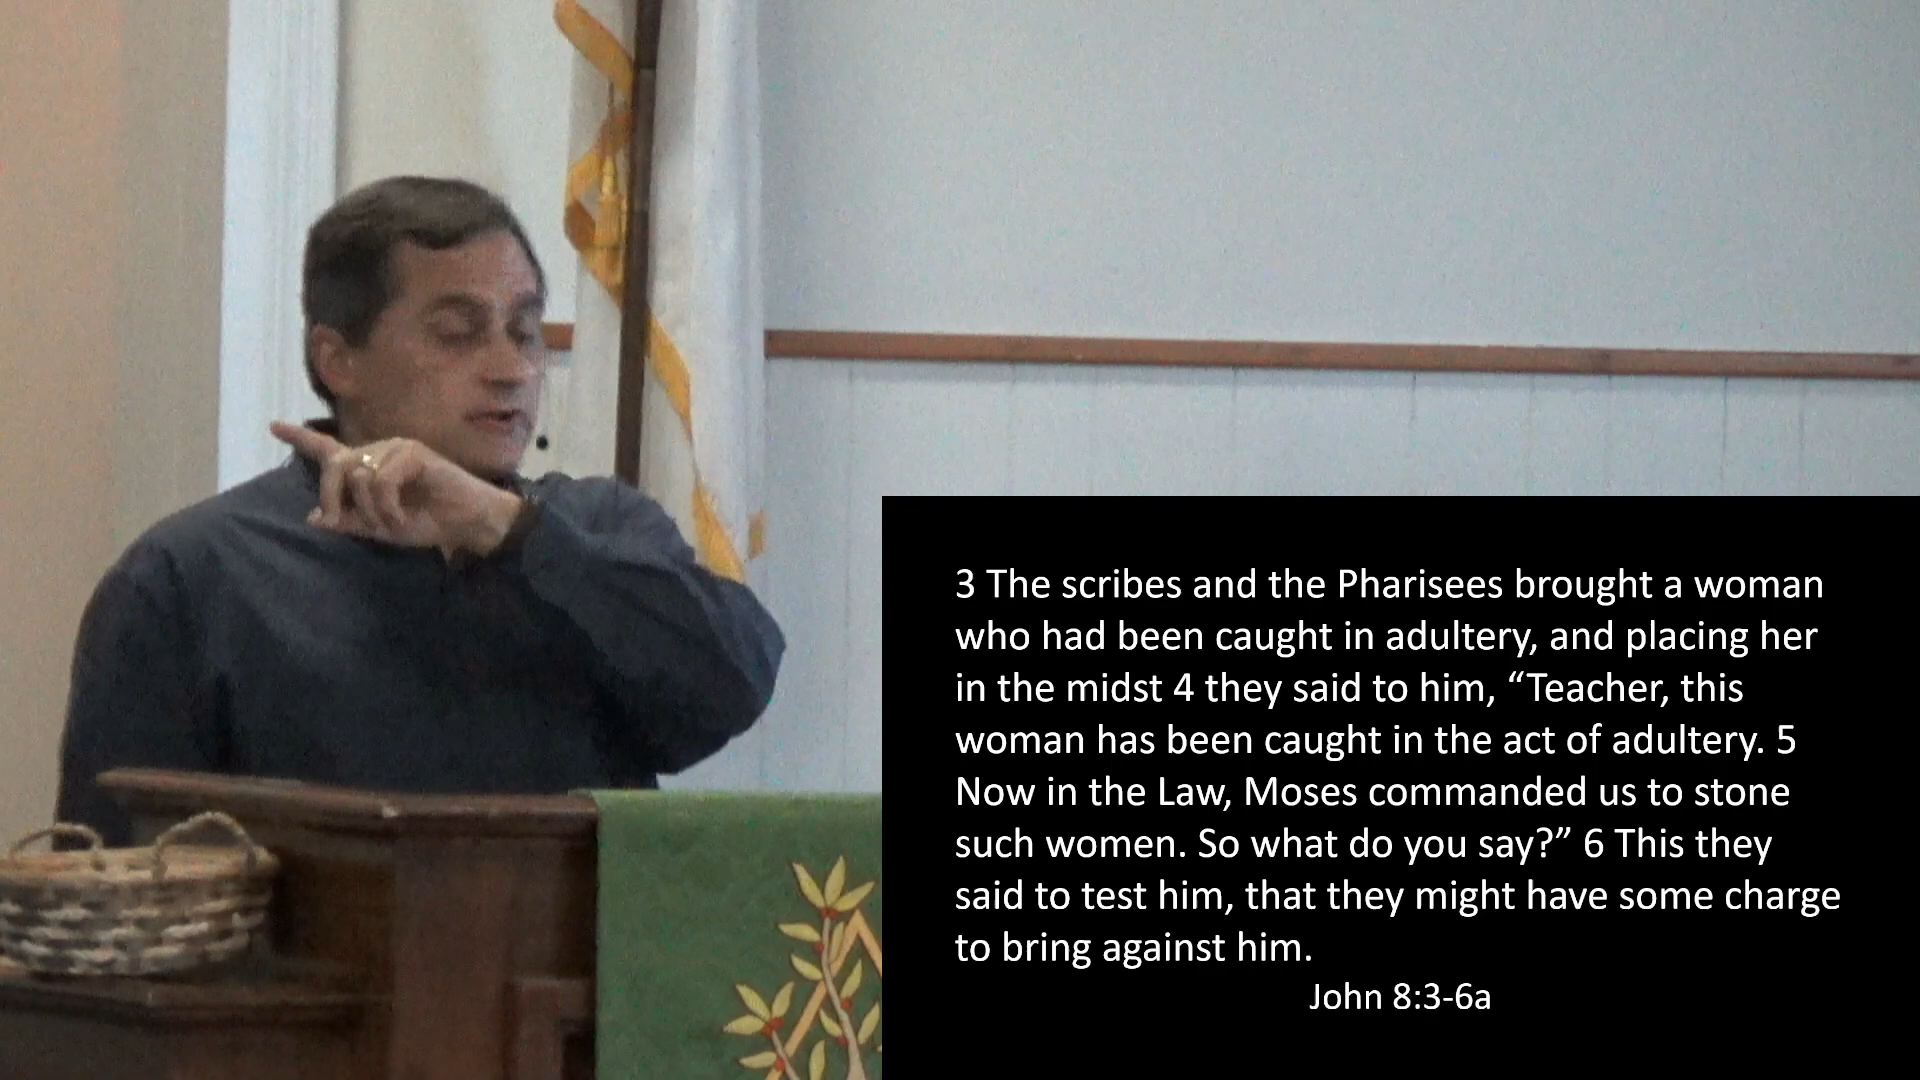 3 The scribes and the Pharisees brought a woman
who had been caught in adultery, and placing her
in the midst 4 they said to him, “Teacher, this
woman has been caught in the act of adultery. 5
Now in the Law, Moses commanded us to stone
such women. So what do you say?” 6 This they
said to test him, that they might have some charge
to bring against him.
John 8:3-6a